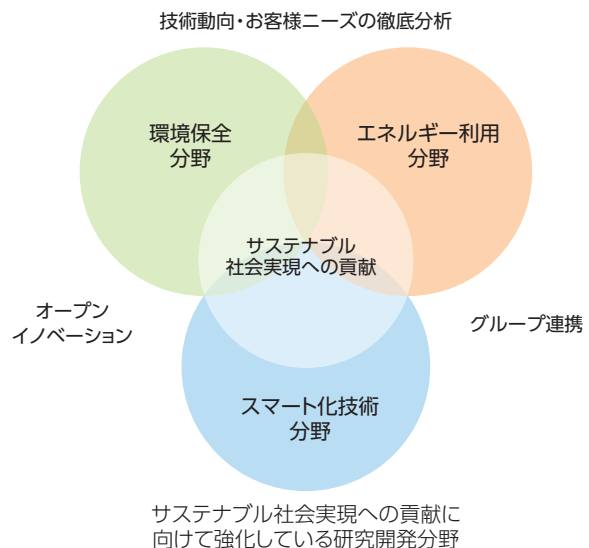 技術動向・お客様ニーズの徹底分析
環境保全
分野
エネルギー利用
分野
サステナブル
社会実現への貢献
オープン
イノベーション
グループ連携
スマート化技術
分野
サステナブル社会実現への貢献に
向けて強化している研究開発分野